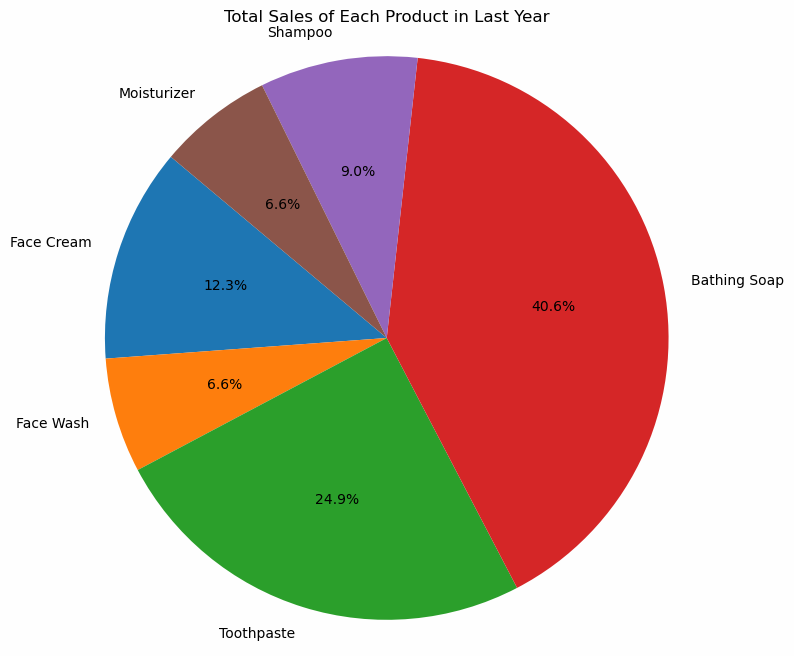 Total Sales of Each Product in Last Year
Shampoo
Moisturizer
9.0%
6.6%
Face Cream
Bathing Soap
12.3%
40.6%
6.6%
Face Wash
24.9%
Toothpaste